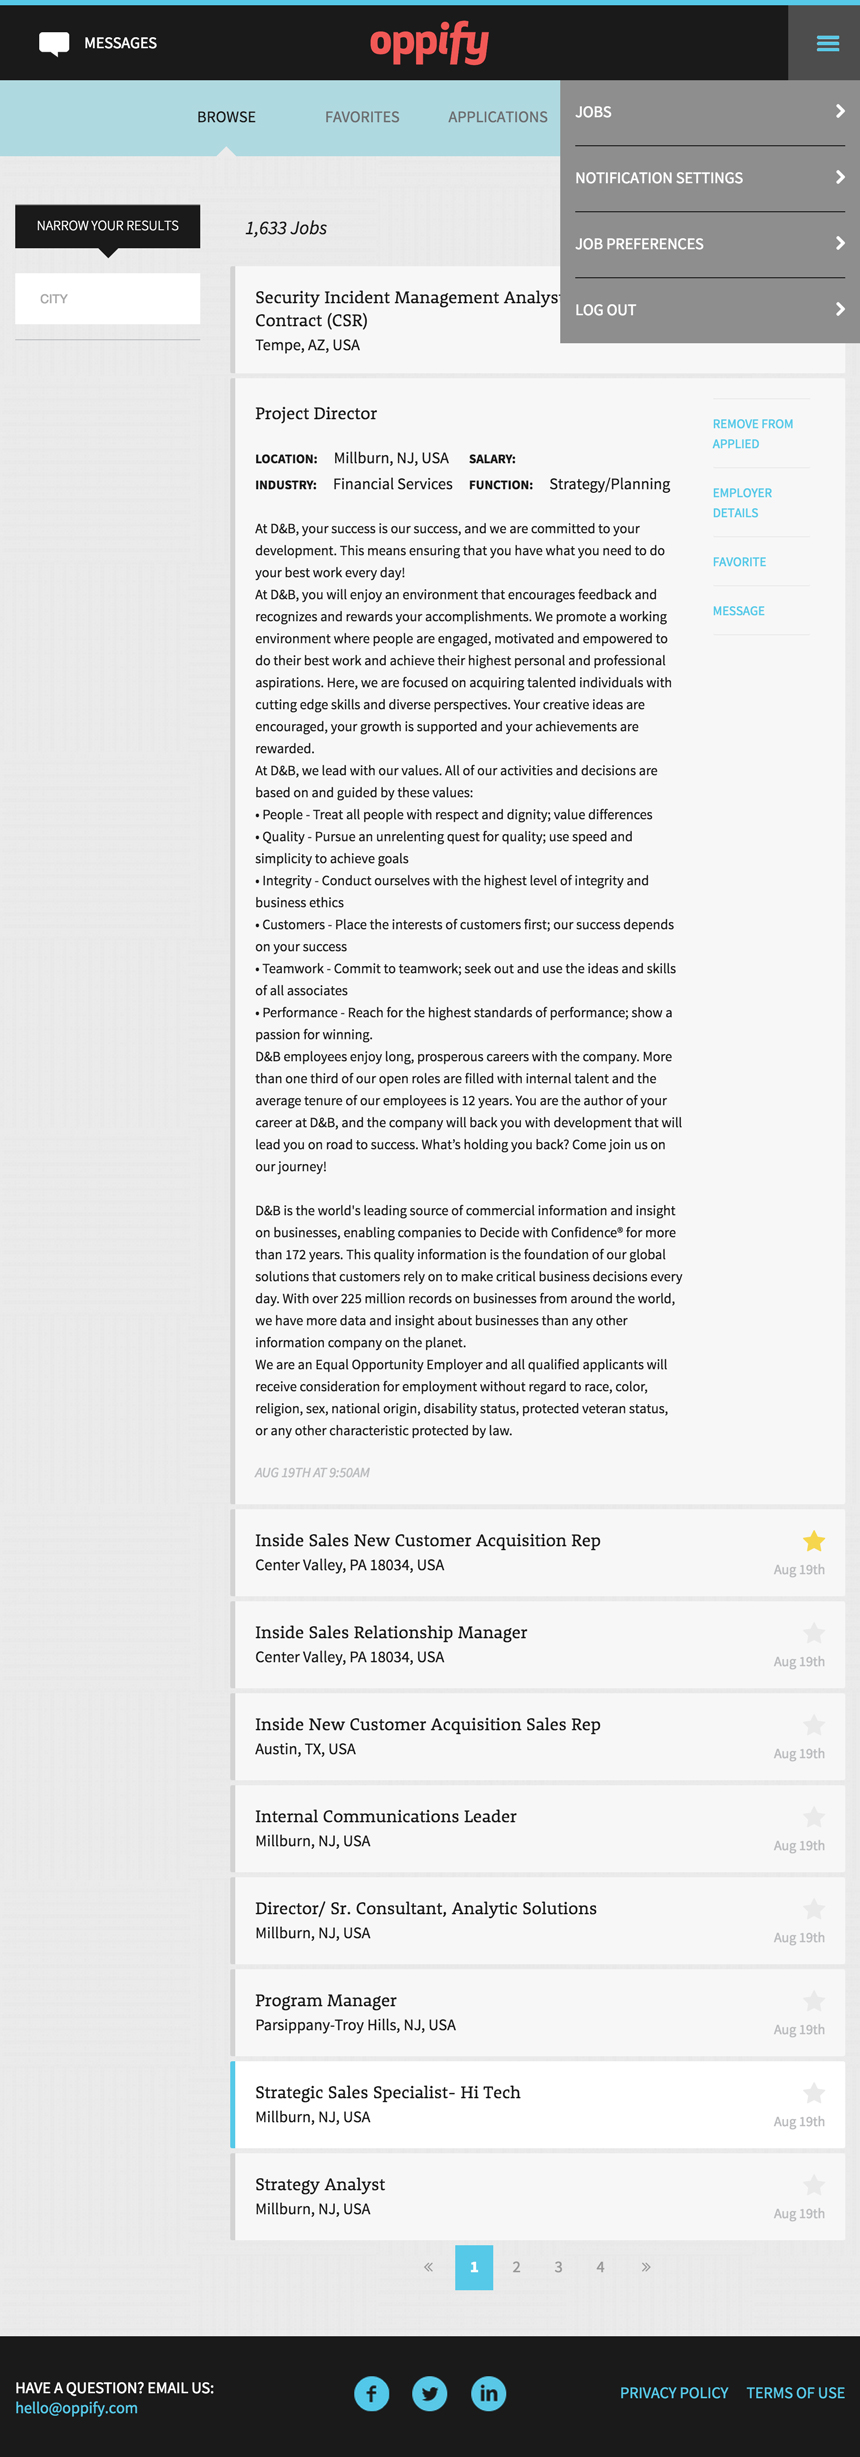 MESSAGES
oppify
BROWSE
FAVORITES
APPLICATIONS
JOBS
NOTIFICATION SETTINGS
JOB PREFERENCES
LOG OUT
NARROW YOUR RESULTS
CITY
1,633 Jobs
Security Incident Management Analyst
Contract (CSR)
Tempe, AZ, USA
Project Director
LOCATION: Millburn, NJ, USA SALARY:
INDUSTRY: Financial Services FUNCTION: Strategy/Planning
REMOVE FROM
APPLIED
EMPLOYER
DETAILS
FAVORITE
MESSAGE
At D&B, your success is our success, and we are committed to your
development. This means ensuring that you have what you need to do
your best work every day!
At D&B, you will enjoy an environment that encourages feedback and
recognizes and rewards your accomplishments. We promote a working
environment where people are engaged, motivated and empowered to
do their best work and achieve their highest personal and professional
aspirations. Here, we are focused on acquiring talented individuals with
cutting edge skills and diverse perspectives. Your creative ideas are
encouraged, your growth is supported and your achievements are
rewarded.
At D&B, we lead with our values. All of our activities and decisions are
based on and guided by these values:
• People - Treat all people with respect and dignity; value differences
• Quality - Pursue an unrelenting quest for quality; use speed and
simplicity to achieve goals
• Integrity - Conduct ourselves with the highest level of integrity and
business ethics
• Customers - Place the interests of customers first; our success depends
on your success
• Teamwork - Commit to teamwork; seek out and use the ideas and skills
of all associates
• Performance - Reach for the highest standards of performance; show a
passion for winning.
D&B employees enjoy long, prosperous careers with the company. More
than one third of our open roles are filled with internal talent and the
average tenure of our employees is 12 years. You are the author of your
career at D&B, and the company will back you with development that will
lead you on road to success. What’s holding you back? Come join us on
our journey!
D&B is the world's leading source of commercial information and insight
on businesses, enabling companies to Decide with Confidence® for more
than 172 years. This quality information is the foundation of our global
solutions that customers rely on to make critical business decisions every
day. With over 225 million records on businesses from around the world,
we have more data and insight about businesses than any other
information company on the planet.
We are an Equal Opportunity Employer and all qualified applicants will
receive consideration for employment without regard to race, color,
religion, sex, national origin, disability status, protected veteran status,
or any other characteristic protected by law.
AUG 19TH AT 9:50AM
Inside Sales New Customer Acquisition Rep
Center Valley, PA 18034, USA
Aug 19th
Inside Sales Relationship Manager
Center Valley, PA 18034, USA
Aug 19th
Inside New Customer Acquisition Sales Rep
Austin, TX, USA
Aug 19th
Internal Communications Leader
Millburn, NJ, USA
Aug 19th
Director/ Sr. Consultant, Analytic Solutions
Millburn, NJ, USA
Aug 19th
Program Manager
Parsippany-Troy Hills, NJ, USA
Aug 19th
Strategic Sales Specialist- Hi Tech
Millburn, NJ, USA
Aug 19th
Strategy Analyst
Millburn, NJ, USA
Aug 19th
« 1 2 3 4 »
HAVE A QUESTION? EMAIL US:
hello@oppify.com
f
in
PRIVACY POLICY TERMS OF USE